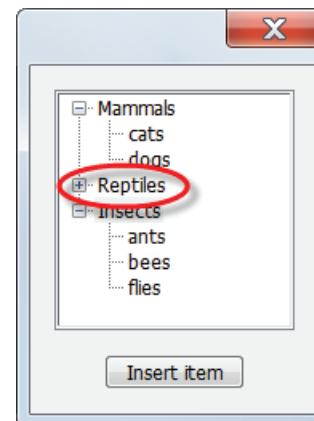 Mammals
cats
dogs
Reptiles
Insects
ants
bees
flies
Insert item